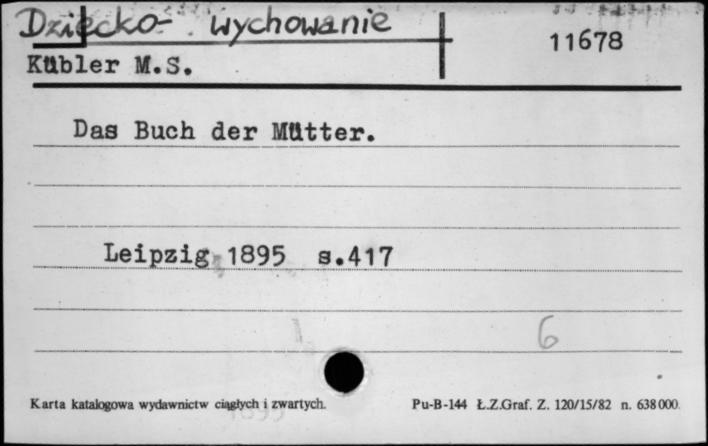 Dziecko - wychowanie
11678
Kübler M.S.
Das Buch der Mütter.
Leipzig 1895 s.417
6
Karta katalogowa wydawnictw ciągłych i zwartych. Pu-B-144 Ł.Z.Graf. Z. 120/15/82 n. 638000.